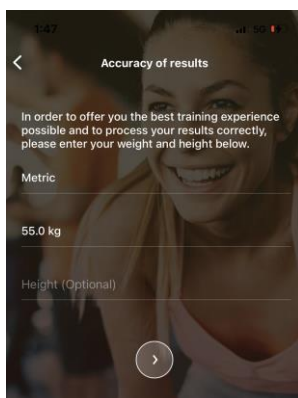 1:47
5G
Accuracy of results
In order to offer you the best training experience
possible and to process your results correctly,
please enter your weight and height below.
Metric
55.0 kg
Height (Optional)